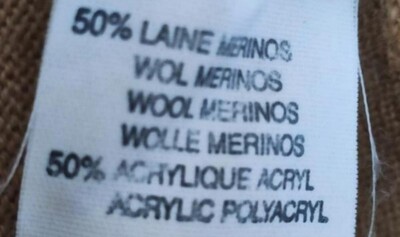 50% LAINE MERINOS
WOL MERINOS
WOOL MERINOS
WOLLE MERINOS
50% ACRYLIQUE ACRYL
ACRYLIC POLYACRYL